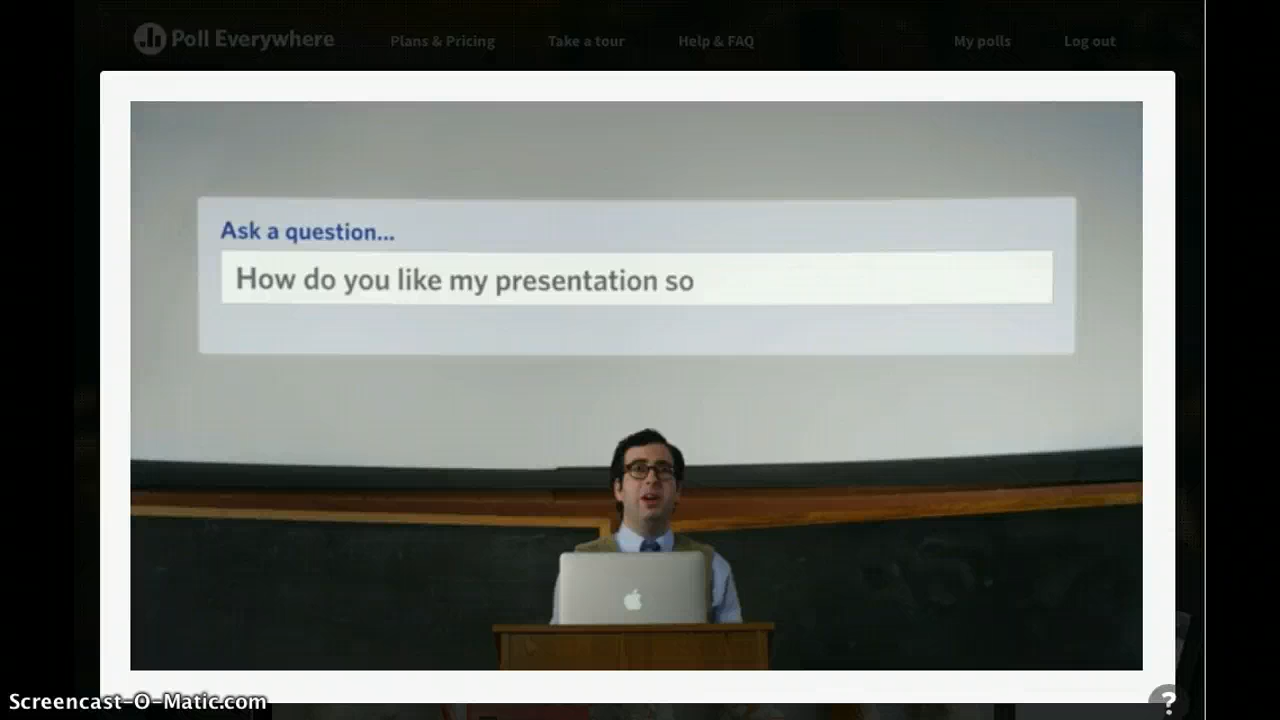 Poll Everywhere Plans & Pricing Take a tour Help & FAQ My polls Log out
Ask a question...
How do you like my presentation so
Screencast-O-Matic.com
?